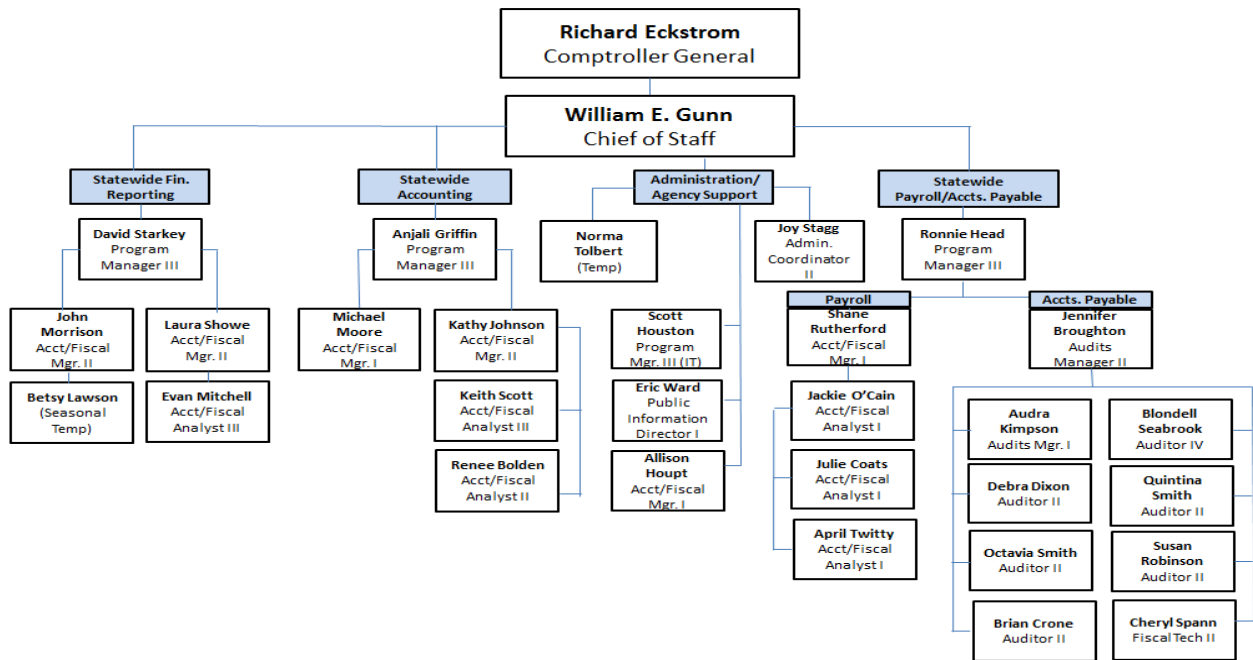 Richard Eckstrom
Comptroller General
William E. Gunn
Chief of Staff
Statewide Fin.
Reporting
David Starkey
Program
Manager III
John
Morrison
Acct/Fiscal
Mgr. II
Betsy Lawson
(Seasonal
Temp)
Laura Showe
Acct/Fiscal
Mgr. II
Evan Mitchell
Acct/Fiscal
Analyst III
Statewide
Accounting
Anjali Griffin
Program
Manager III
Michael
Moore
Acct/Fiscal
Mgr. I
Kathy Johnson
Acct/Fiscal
Mgr. II
Keith Scott
Acct/Fiscal
Analyst III
Renee Bolden
Acct/Fiscal
Analyst II
Administration/
Agency Support
Norma
Tolbert
(Temp)
Joy Stagg
Admin.
Coordinator
II
Scott
Houston
Program
Mgr. III (IT)
Eric Ward
Public
Information
Director I
Allison
Houpt
Acct/Fiscal
Mgr. I
Statewide
Payroll/Accts. Payable
Ronnie Head
Program
Manager III
Payroll
Shane
Rutherford
Acct/Fiscal
Mgr. I
Jackie O’Cain
Acct/Fiscal
Analyst I
Julie Coats
Acct/Fiscal
Analyst I
April Twitty
Acct/Fiscal
Analyst I
Accts. Payable
Jennifer
Broughton
Audits
Manager II
Audra
Kimpson
Audits Mgr. I
Debra Dixon
Auditor II
Octavia Smith
Auditor II
Brian Crone
Auditor II
Blondell
Seabrook
Auditor IV
Quintina
Smith
Auditor II
Susan
Robinson
Auditor II
Cheryl Spann
Fiscal Tech II